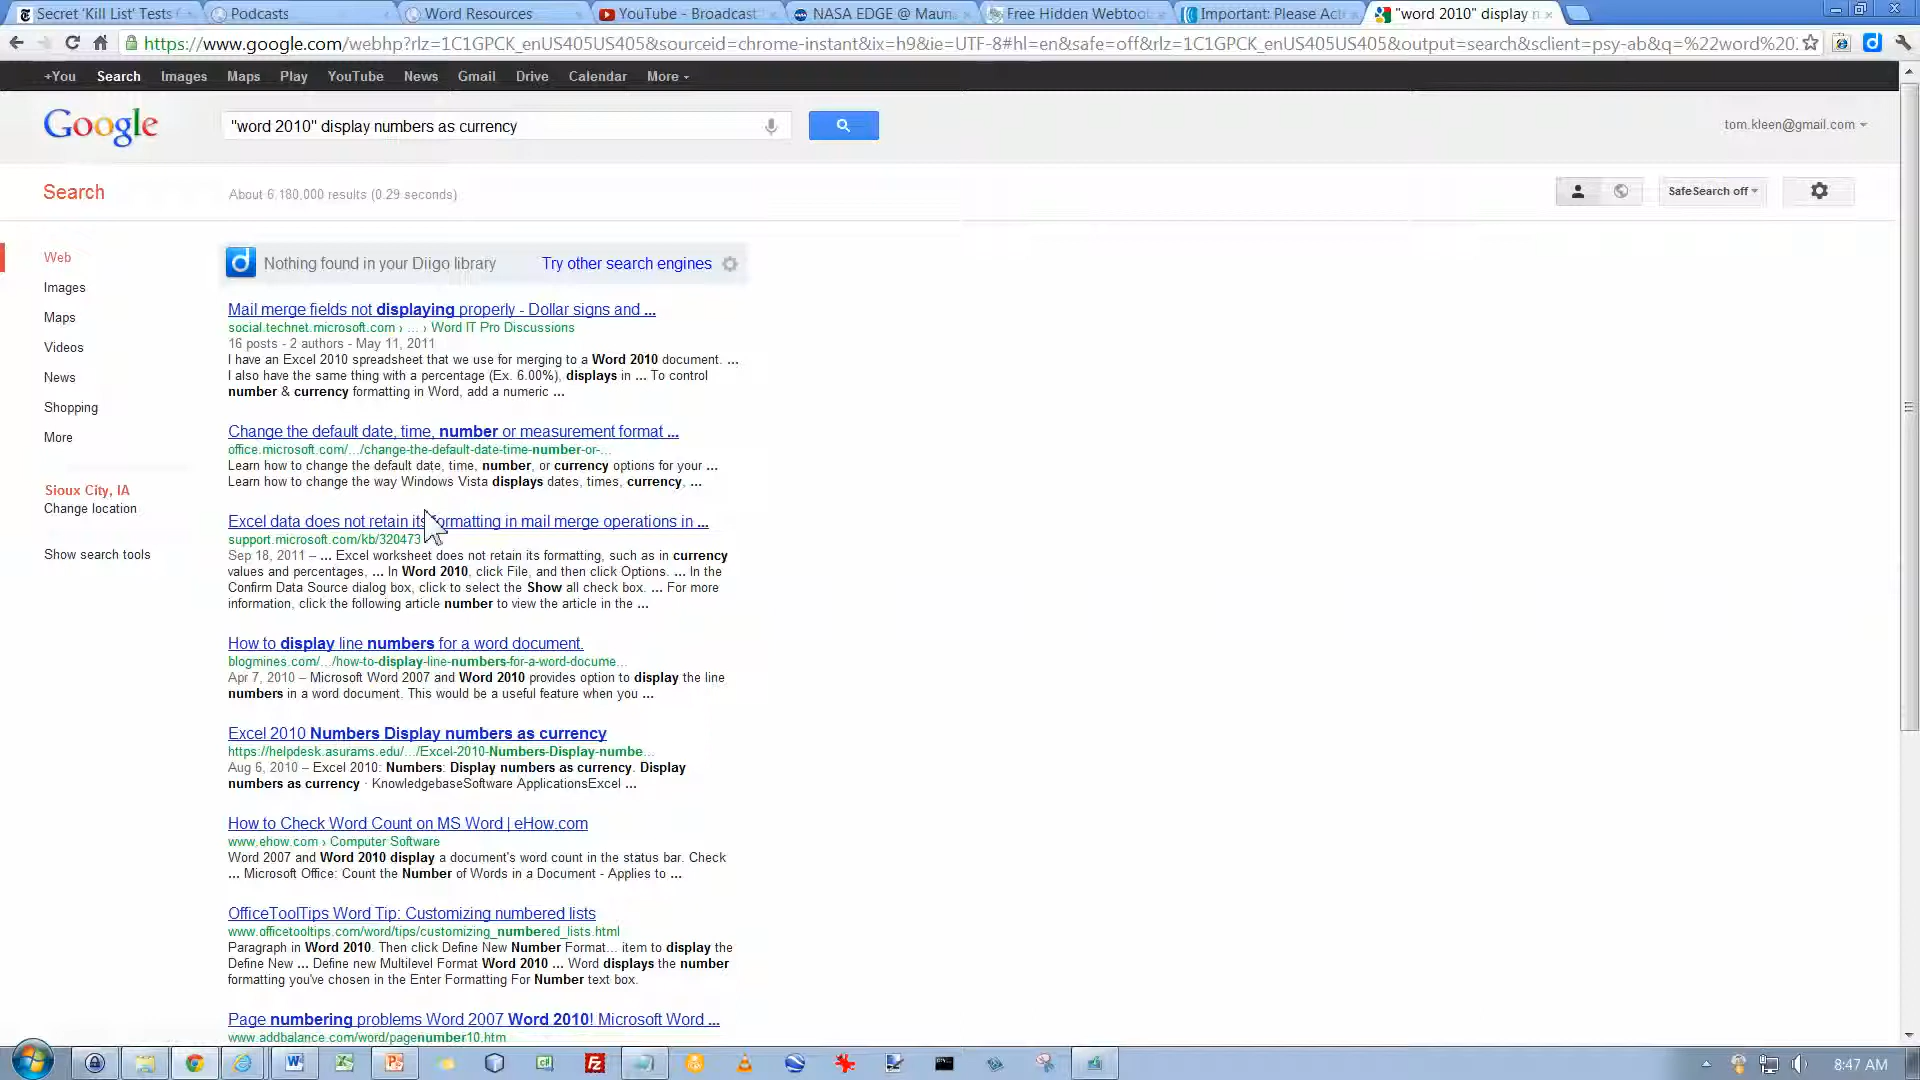 Secret 'Kill List' Tests
Podcasts
Word Resources
YouTube - Broadcast
NASA EDGE @ Maun
Free Hidden Webtoo
Important: Please Act
"word 2010" display n
https://www.google.com/webhp?rlz=1C1GPCK_enUS405US405&sourceid=chrome-instant&ix=h9&ie=UTF-8#hl=en&safe=off&rlz=1C1GPCK_enUS405US405&output=search&sclient=psy-ab&q=%22word%20
+You Search Images Maps Play YouTube News Gmail Drive Calendar More
Google
"word 2010" display numbers as currency
tom.kleen@gmail.com
Search
About 6,180,000 results (0.29 seconds)
SafeSearch off
Web
Images
Maps
Videos
News
Shopping
More
Sioux City, IA
Change location
Show search tools
d Nothing found in your Diigo library Try other search engines
Mail merge fields not displaying properly - Dollar signs and ...
social.technet.microsoft.com › ... › Word IT Pro Discussions
16 posts - 2 authors - May 11, 2011
I have an Excel 2010 spreadsheet that we use for merging to a Word 2010 document. ...
I also have the same thing with a percentage (Ex. 6.00%), displays in ... To control
number & currency formatting in Word, add a numeric ...
Change the default date, time, number or measurement format ...
office.microsoft.com/.../change-the-default-date-time-number-or-...
Learn how to change the default date, time, number, or currency options for your ...
Learn how to change the way Windows Vista displays dates, times, currency, ...
Excel data does not retain its formatting in mail merge operations in ...
support.microsoft.com/kb/320473
Sep 18, 2011 – ... Excel worksheet does not retain its formatting, such as in currency
values and percentages, ... In Word 2010, click File, and then click Options. ... In the
Confirm Data Source dialog box, click to select the Show all check box. ... For more
information, click the following article number to view the article in the ...
How to display line numbers for a word document.
blogmines.com/.../how-to-display-line-numbers-for-a-word-docume...
Apr 7, 2010 – Microsoft Word 2007 and Word 2010 provides option to display the line
numbers in a word document. This would be a useful feature when you ...
Excel 2010 Numbers Display numbers as currency
https://helpdesk.asurams.edu/.../Excel-2010-Numbers-Display-numbe...
Aug 6, 2010 – Excel 2010: Numbers: Display numbers as currency. Display
numbers as currency · KnowledgebaseSoftware ApplicationsExcel ...
How to Check Word Count on MS Word | eHow.com
www.ehow.com › Computer Software
Word 2007 and Word 2010 display a document's word count in the status bar. Check
... Microsoft Office: Count the Number of Words in a Document - Applies to ...
OfficeToolTips Word Tip: Customizing numbered lists
www.officetooltips.com/word/tips/customizing_numbered_lists.html
Paragraph in Word 2010. Then click Define New Number Format... item to display the
Define New ... Define new Multilevel Format Word 2010 ... Word displays the number
formatting you've chosen in the Enter Formatting For Number text box.
Page numbering problems Word 2007 Word 2010! Microsoft Word ...
www.addbalance.com/word/pagenumber10.htm
8:47 AM